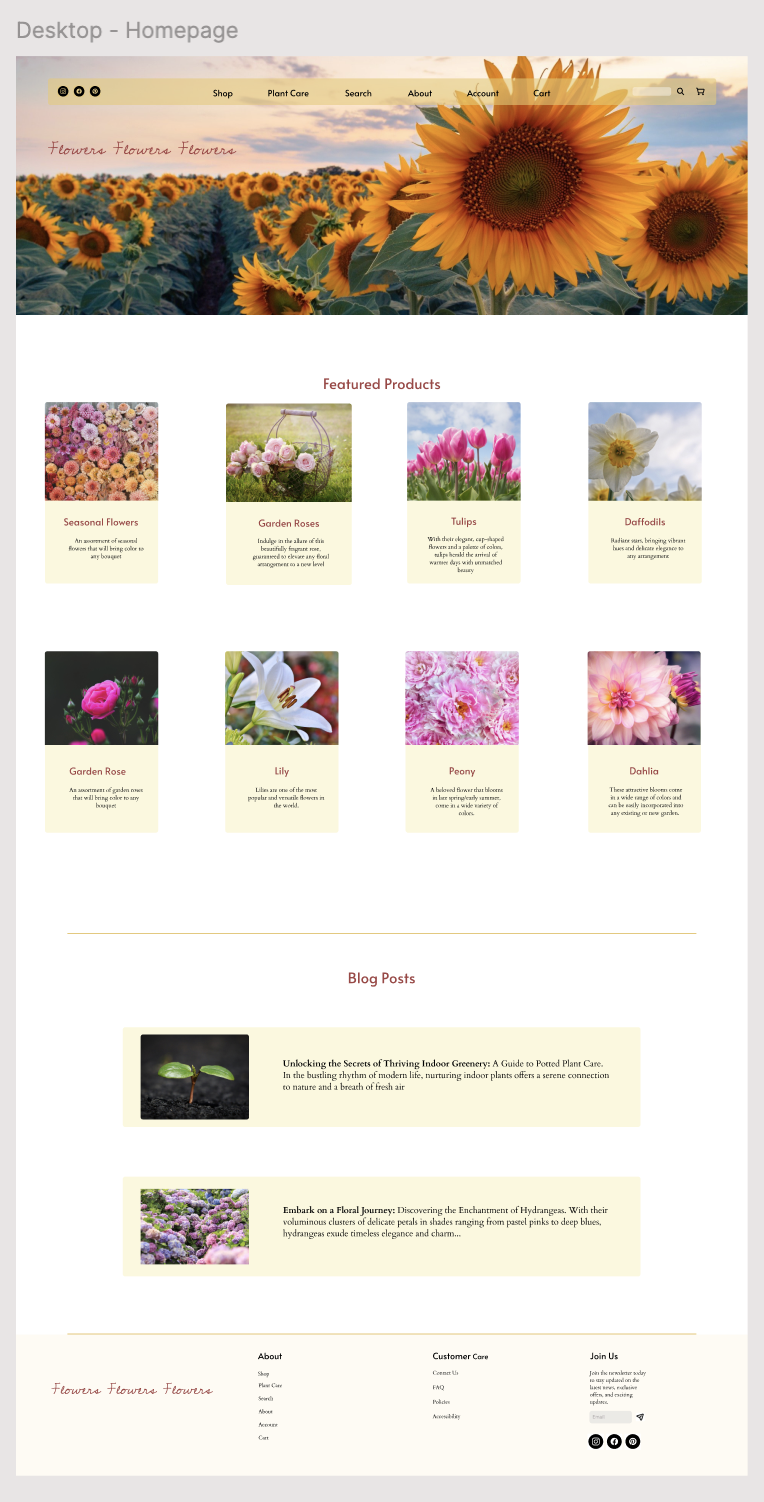 Desktop - Homepage
Shop Plant Care Search About Account Cart
Flowers Flowers Flowers
Featured Products
Seasonal Flowers
An assortment of seasonal
flowers that will bring color to
any bouquet
Garden Roses
Indulge in the allure of this
beautifully fragrant rose,
guaranteed to elevate any floral
arrangement to a new level
Tulips
With their elegant, cup-shaped
flowers and a palette of colors,
tulips herald the arrival of
warmer days with unmatched
beauty
Daffodils
Radiant stars, bringing vibrant
hues and delicate elegance to
any arrangement
Garden Rose
An assortment of garden roses
that will bring color to any
bouquet
Lily
Lilies are one of the most
popular and versatile flowers in
the world.
Peony
A beloved flower that blooms
in late spring/early summer,
come in a wide variety of
colors.
Dahlia
These attractive blooms come
in a wide range of colors and
can be easily incorporated into
any existing or new garden.
Blog Posts
Unlocking the Secrets of Thriving Indoor Greenery: A Guide to Potted Plant Care.
In the bustling rhythm of modern life, nurturing indoor plants offers a serene connection
to nature and a breath of fresh air
Embark on a Floral Journey: Discovering the Enchantment of Hydrangeas. With their
voluminous clusters of delicate petals in shades ranging from pastel pinks to deep blues,
hydrangeas exude timeless elegance and charm...
Flowers Flowers Flowers
About
Shop
Plant Care
Search
About
Account
Cart
Customer Care
Contact Us
FAQ
Policies
Accessibility
Join Us
Join the newsletter today
to stay updated on the
latest news, exclusive
offers, and exciting
updates.
Email